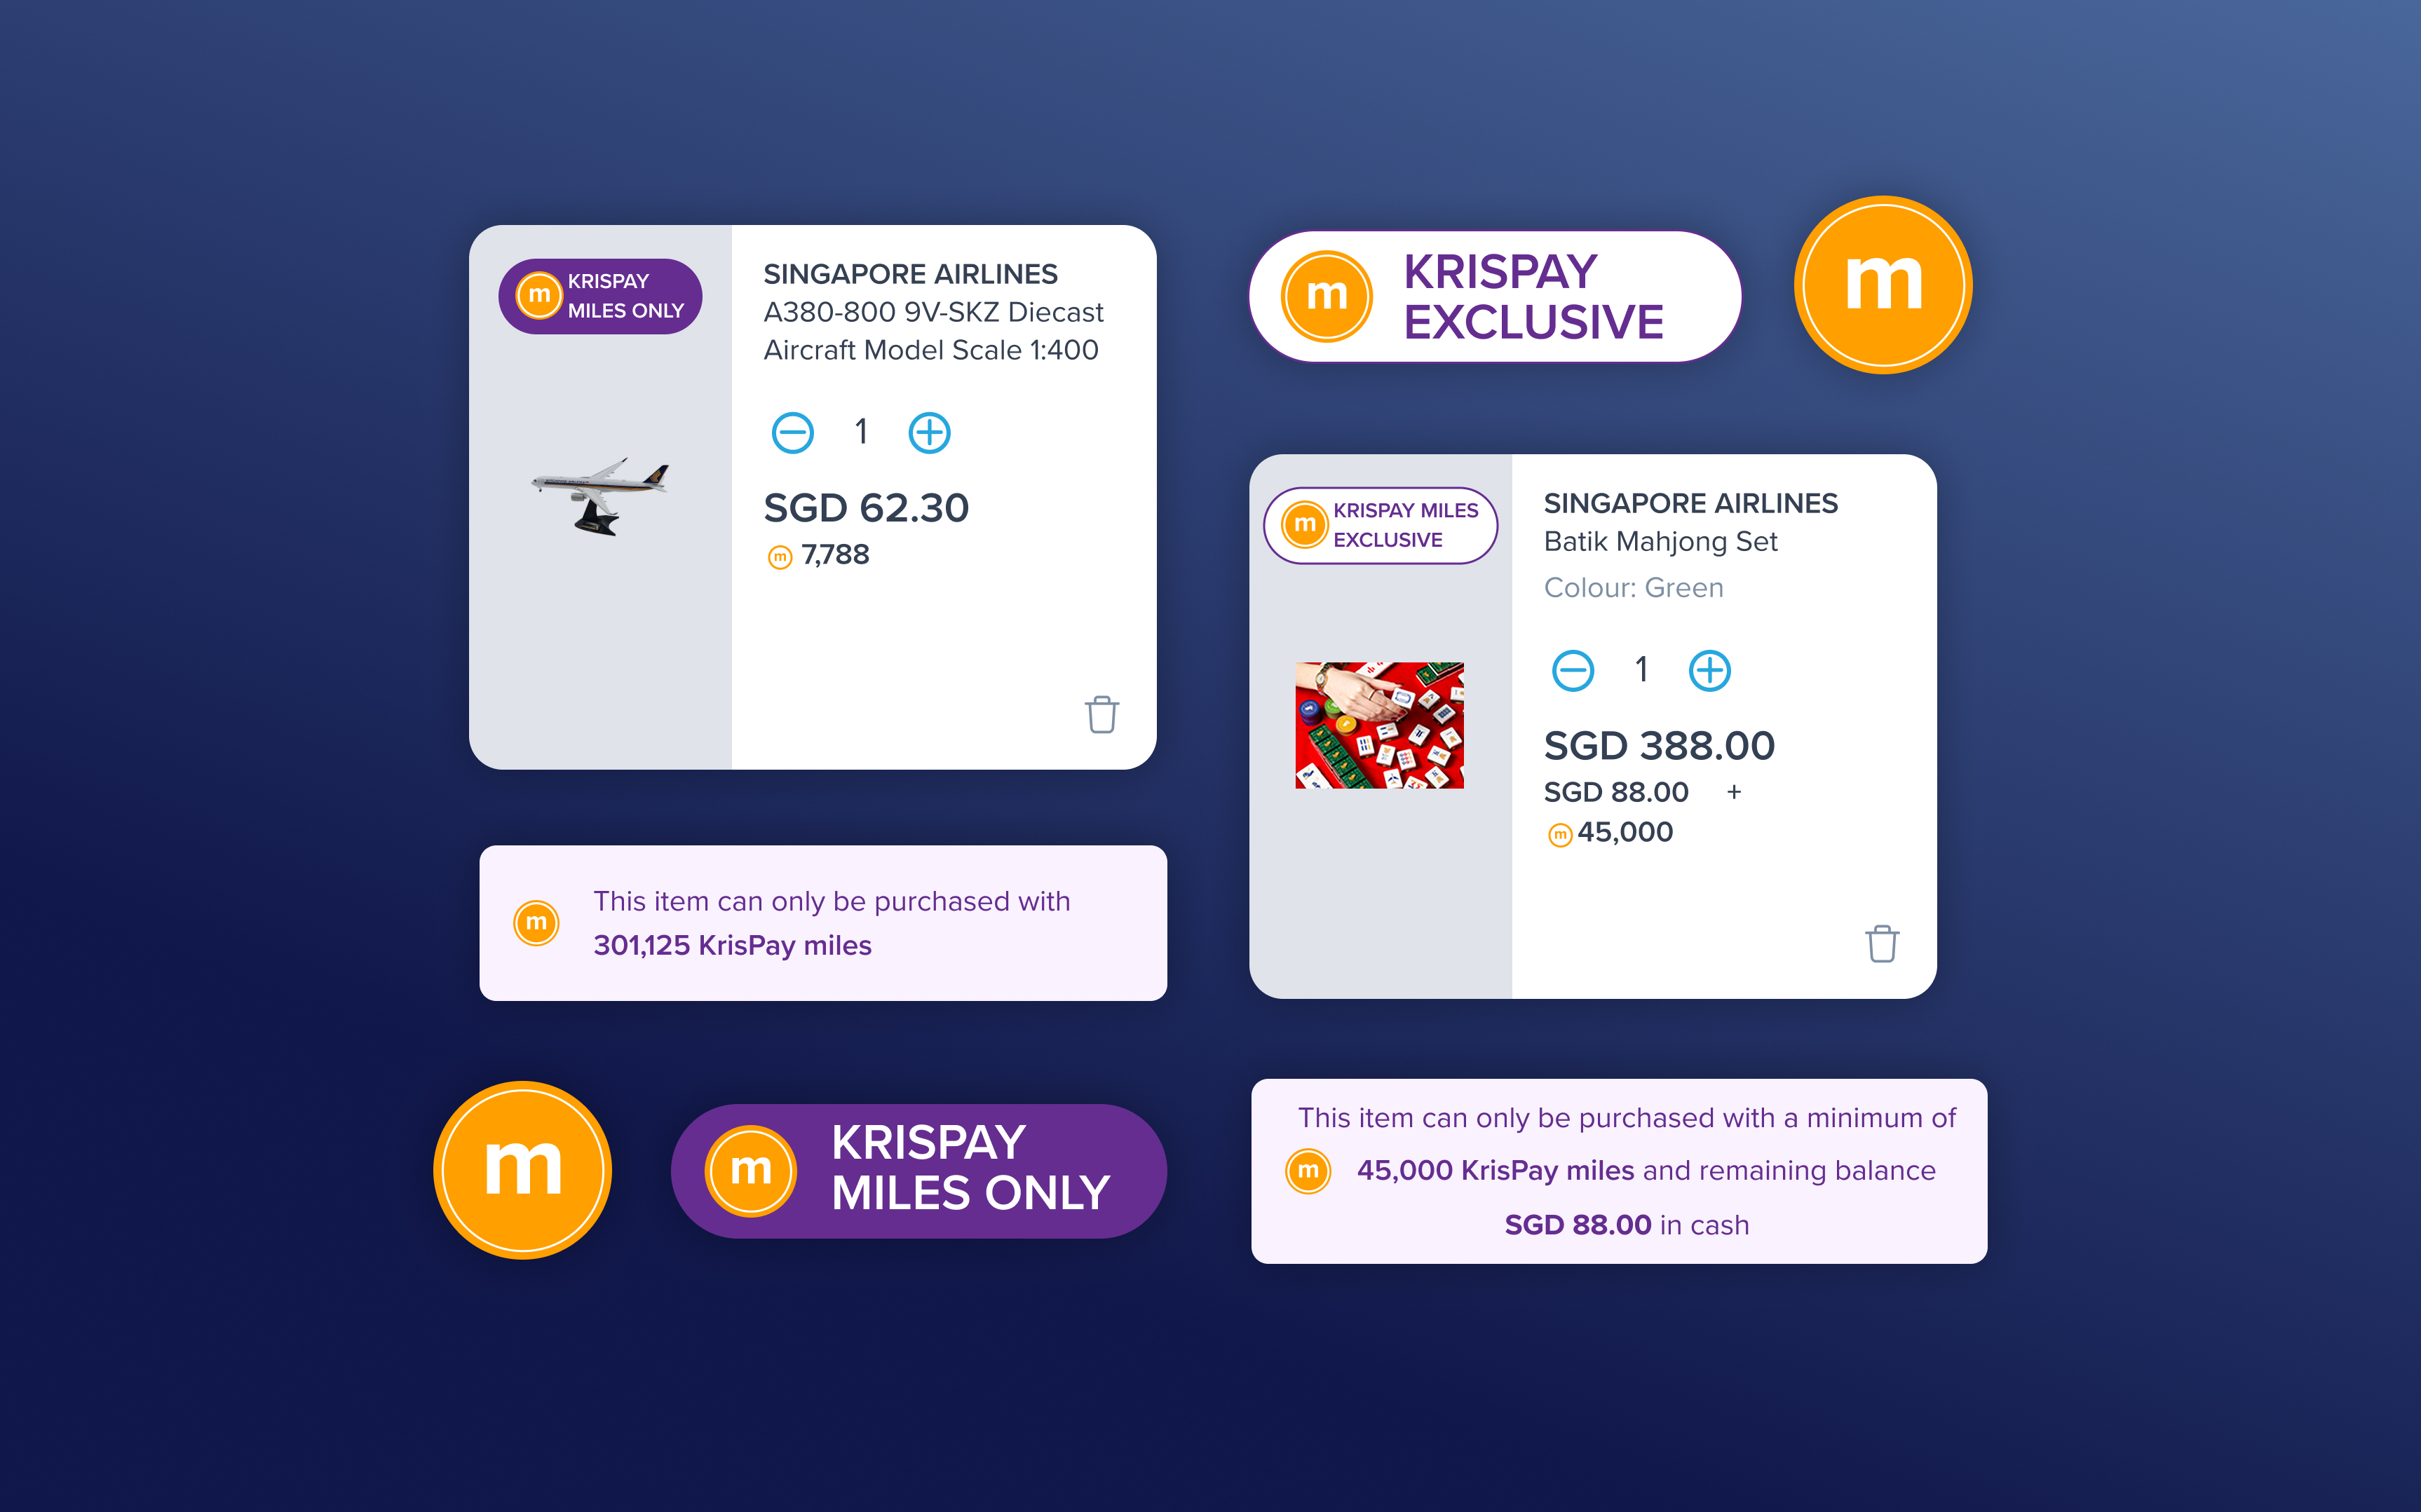 m
KRISPAY
MILES ONLY
SINGAPORE AIRLINES
A380-800 9V-SKZ Diecast
Aircraft Model Scale 1:400
1
SGD 62.30
m 7,788
m
This item can only be purchased with
301,125 KrisPay miles
m
m
KRISPAY
MILES ONLY
m
KRISPAY
EXCLUSIVE
m
m
KRISPAY MILES
EXCLUSIVE
SINGAPORE AIRLINES
Batik Mahjong Set
Colour: Green
1
SGD 388.00
SGD 88.00 +
m 45,000
This item can only be purchased with a minimum of
m 45,000 KrisPay miles and remaining balance
SGD 88.00 in cash